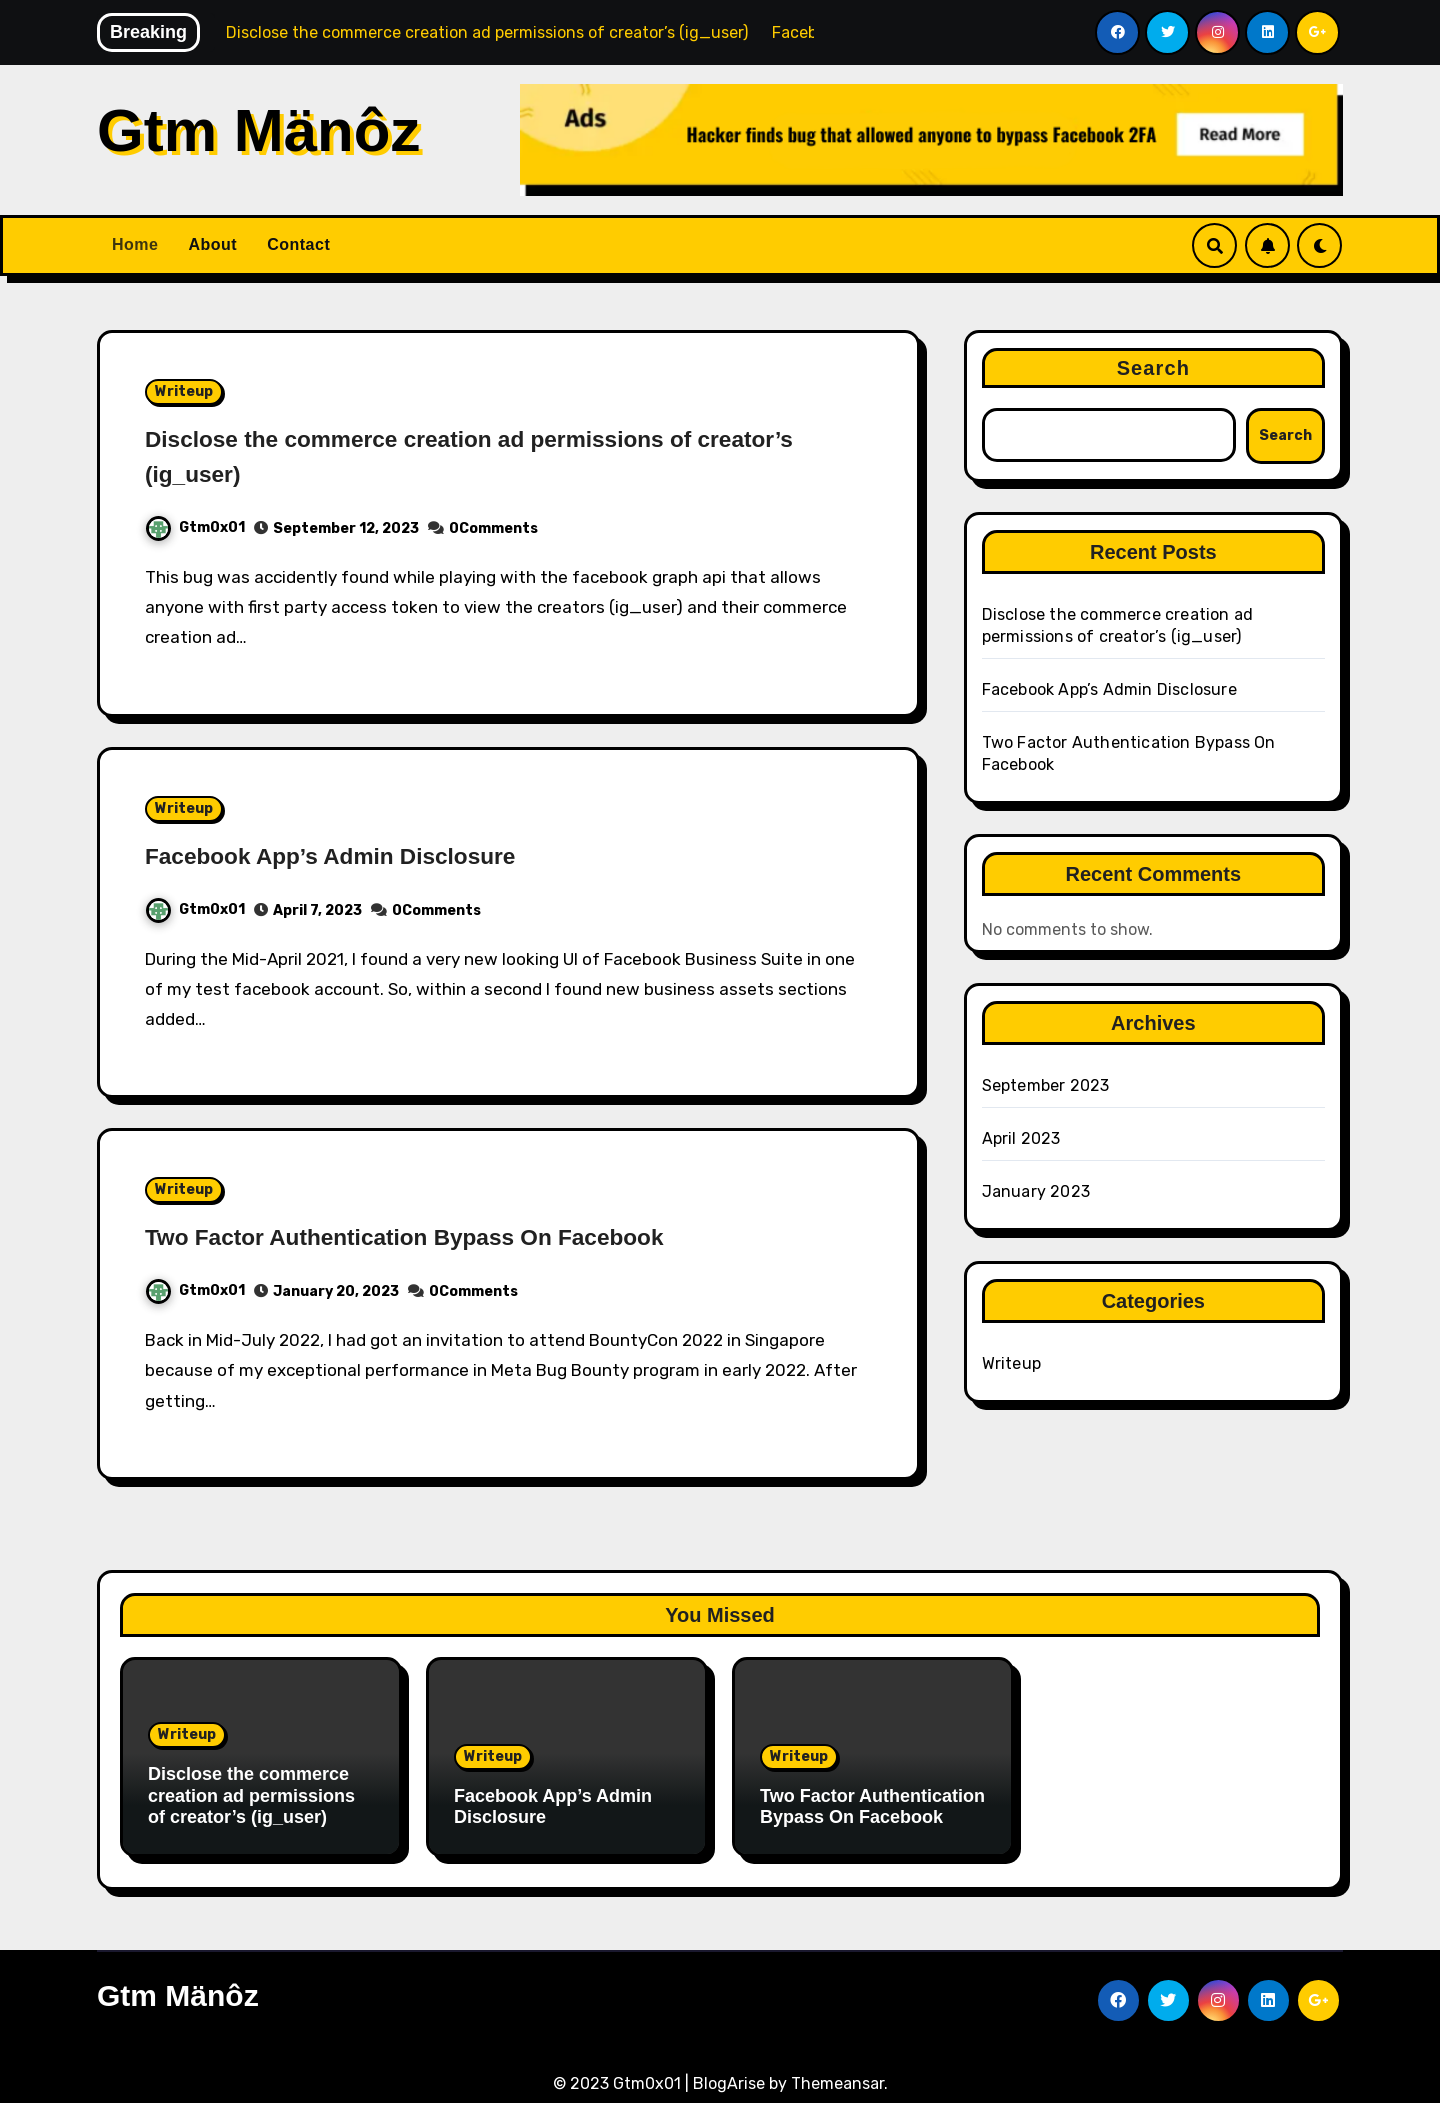 Breaking
Disclose the commerce creation ad permissions of creator’s (ig_user)
Gtm Mänôz
Ads
Hacker finds bug that allowed anyone to bypass Facebook 2FA
Read More
Home
About
Contact
Writeup
Disclose the commerce creation ad permissions of creator’s
(ig_user)
Gtm0x01 September 12, 2023 0Comments
This bug was accidently found while playing with the facebook graph api that allows
anyone with first party access token to view the creators (ig_user) and their commerce
creation ad…
Writeup
Facebook App’s Admin Disclosure
Gtm0x01 April 7, 2023 0Comments
During the Mid-April 2021, I found a very new looking UI of Facebook Business Suite in one
of my test facebook account. So, within a second I found new business assets sections
added…
Writeup
Two Factor Authentication Bypass On Facebook
Gtm0x01 January 20, 2023 0Comments
Back in Mid-July 2022, I had got an invitation to attend BountyCon 2022 in Singapore
because of my exceptional performance in Meta Bug Bounty program in early 2022. After
getting…
Search
Search
Recent Posts
Disclose the commerce creation ad
permissions of creator’s (ig_user)
Facebook App’s Admin Disclosure
Two Factor Authentication Bypass On
Facebook
Recent Comments
No comments to show.
Archives
September 2023
April 2023
January 2023
Categories
Writeup
You Missed
Writeup
Disclose the commerce
creation ad permissions
of creator’s (ig_user)
Writeup
Facebook App’s Admin
Disclosure
Writeup
Two Factor Authentication
Bypass On Facebook
Gtm Mänôz
© 2023 Gtm0x01 | BlogArise by Themeansar.